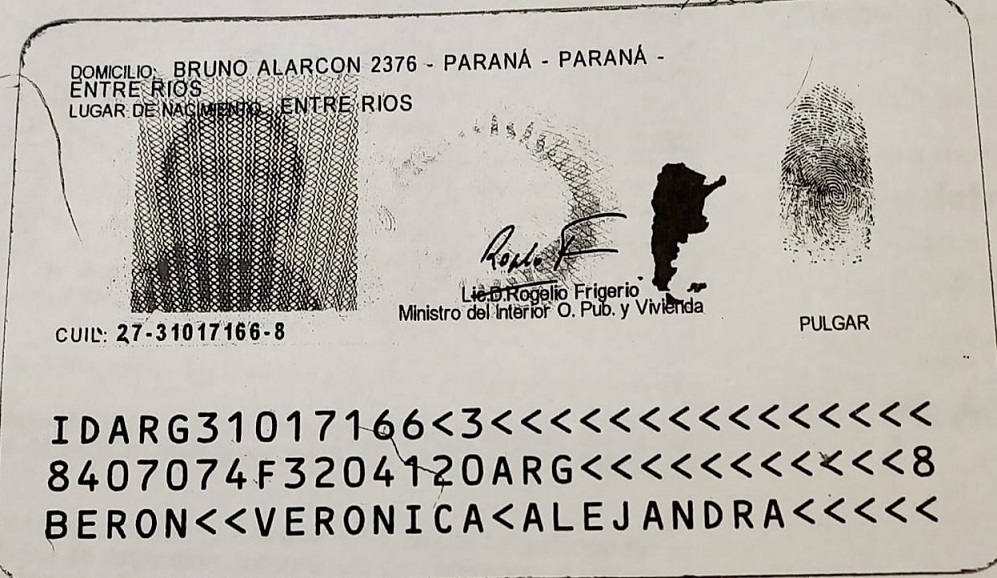 DOMICILIO: BRUNO ALARCON 2376 - PARANÁ - PARANÁ -
ENTRE RIOS
LUGAR DE NACIMIENTO: ENTRE RIOS
Lic.D.Rogelio Frigerio
Ministro del Interior O. Pub. y Vivienda
PULGAR
CUIL: 27-31017166-8
IDARG31017166<3<<<<<<<<<<<<<<<
8407074F3204120ARG<<<<<<<<<<<8
BERON<<VERONICA<ALEJANDRA<<<<<